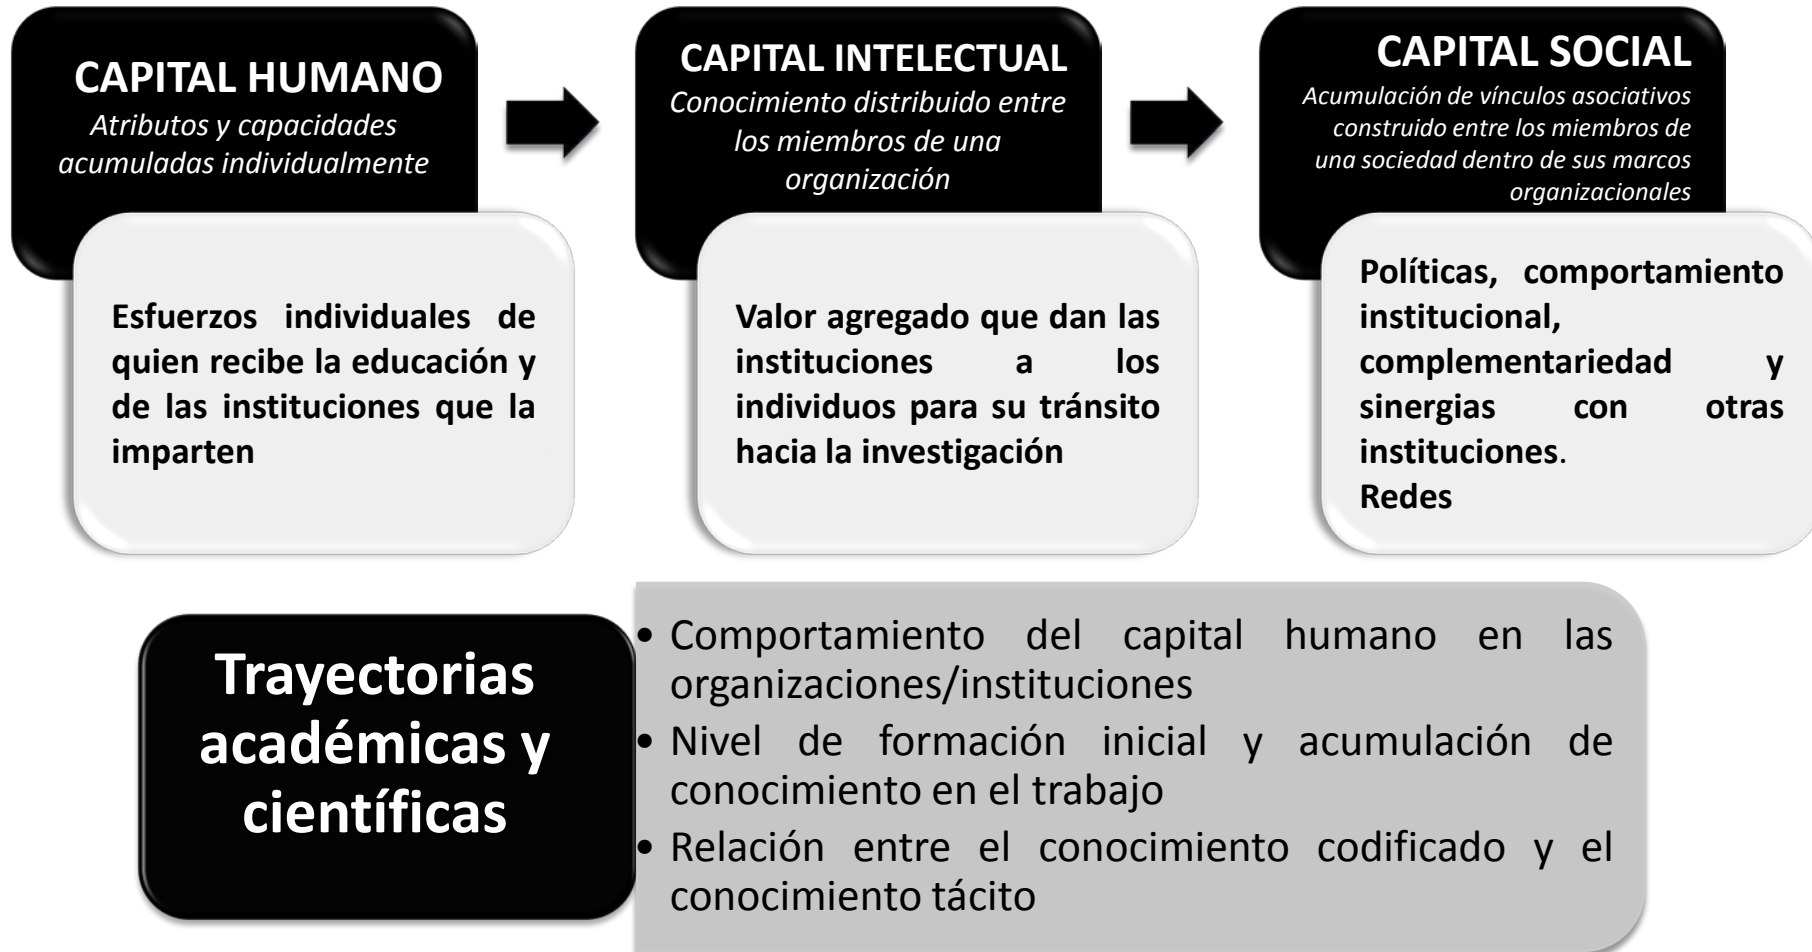 CAPITAL HUMANO
Atributos y capacidades
acumuladas individualmente
Esfuerzos individuales de
quien recibe la educación y
de las instituciones que la
imparten
CAPITAL INTELECTUAL
Conocimiento distribuido entre
los miembros de una
organización
Valor agregado que dan las
instituciones a los
individuos para su tránsito
hacia la investigación
CAPITAL SOCIAL
Acumulación de vínculos asociativos
construido entre los miembros de
una sociedad dentro de sus marcos
organizacionales
Políticas, comportamiento
institucional,
complementariedad y
sinergias con otras
instituciones.
Redes
Trayectorias
académicas y
científicas
• Comportamiento del capital humano en las
organizaciones/instituciones
• Nivel de formación inicial y acumulación de
conocimiento en el trabajo
• Relación entre el conocimiento codificado y el
conocimiento tácito